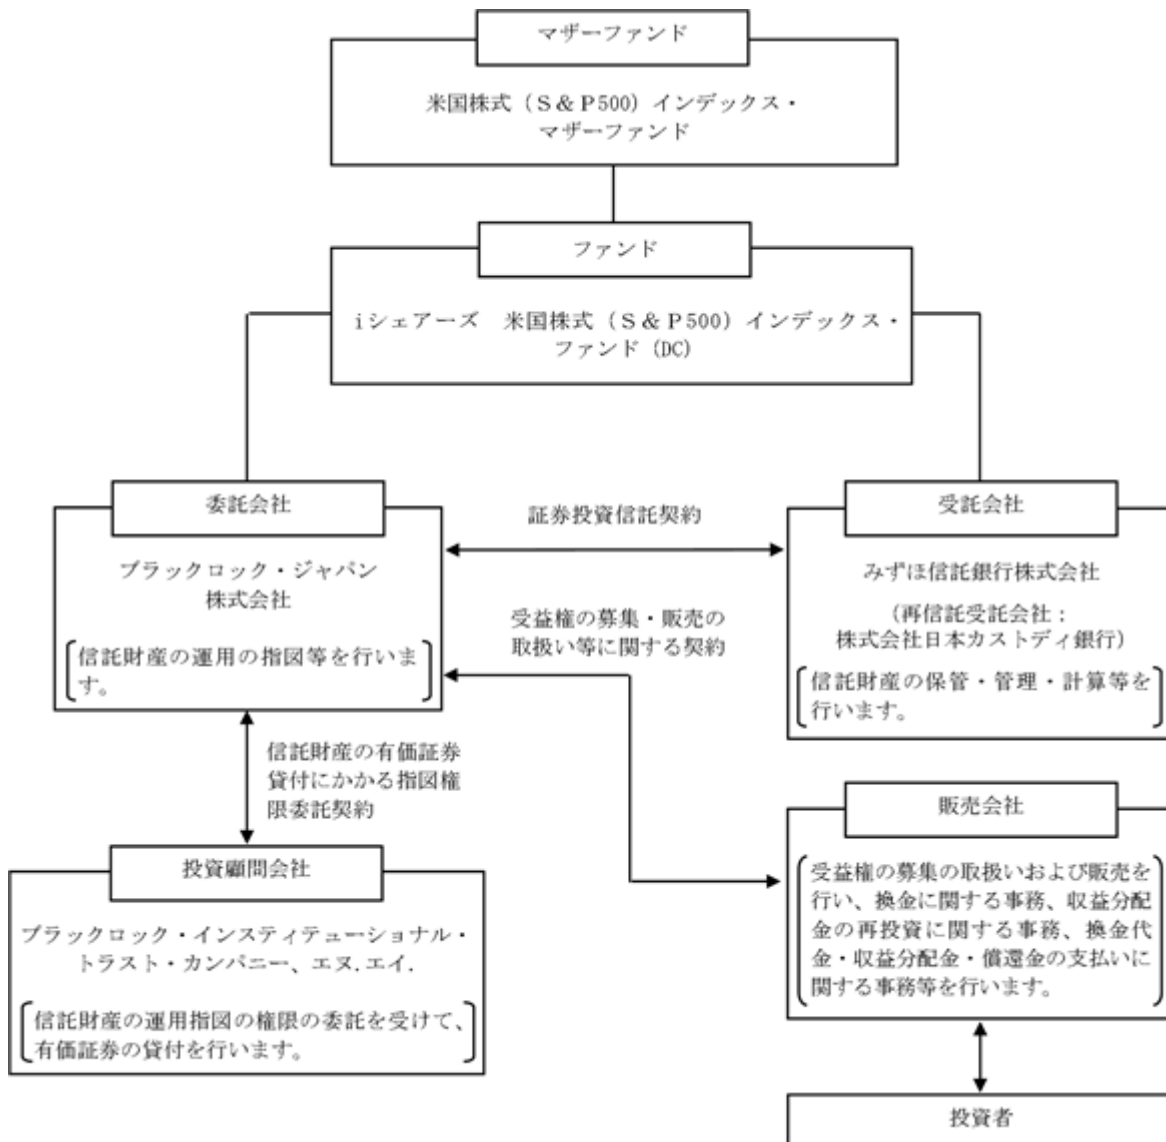 マザーファンド
米国株式（Ｓ＆Ｐ500）インデックス・
マザーファンド
ファンド
iシェアーズ　米国株式（Ｓ＆Ｐ500）インデックス・
ファンド(DC)
委託会社
ブラックロック・ジャパン
株式会社
信託財産の運用の指図等を行いま
す。
証券投資信託契約
受益権の募集・販売の
取扱い等に関する契約
受託会社
みずほ信託銀行株式会社
（再信託受託会社：
株式会社日本カストディ銀行）
信託財産の保管・管理・計算等を
行います。
信託財産の有価証券
貸付にかかる指図権
限委託契約
投資顧問会社
ブラックロック・インスティテューショナル・
トラスト・カンパニー、エヌ.エイ.
信託財産の運用指図の権限の委託を受けて、
有価証券の貸付を行います。
販売会社
受益権の募集の取扱いおよび販売を
行い、換金に関する事務、収益分配
金の再投資に関する事務、換金代
金・収益分配金・償還金の支払いに
関する事務等を行います。
投資者